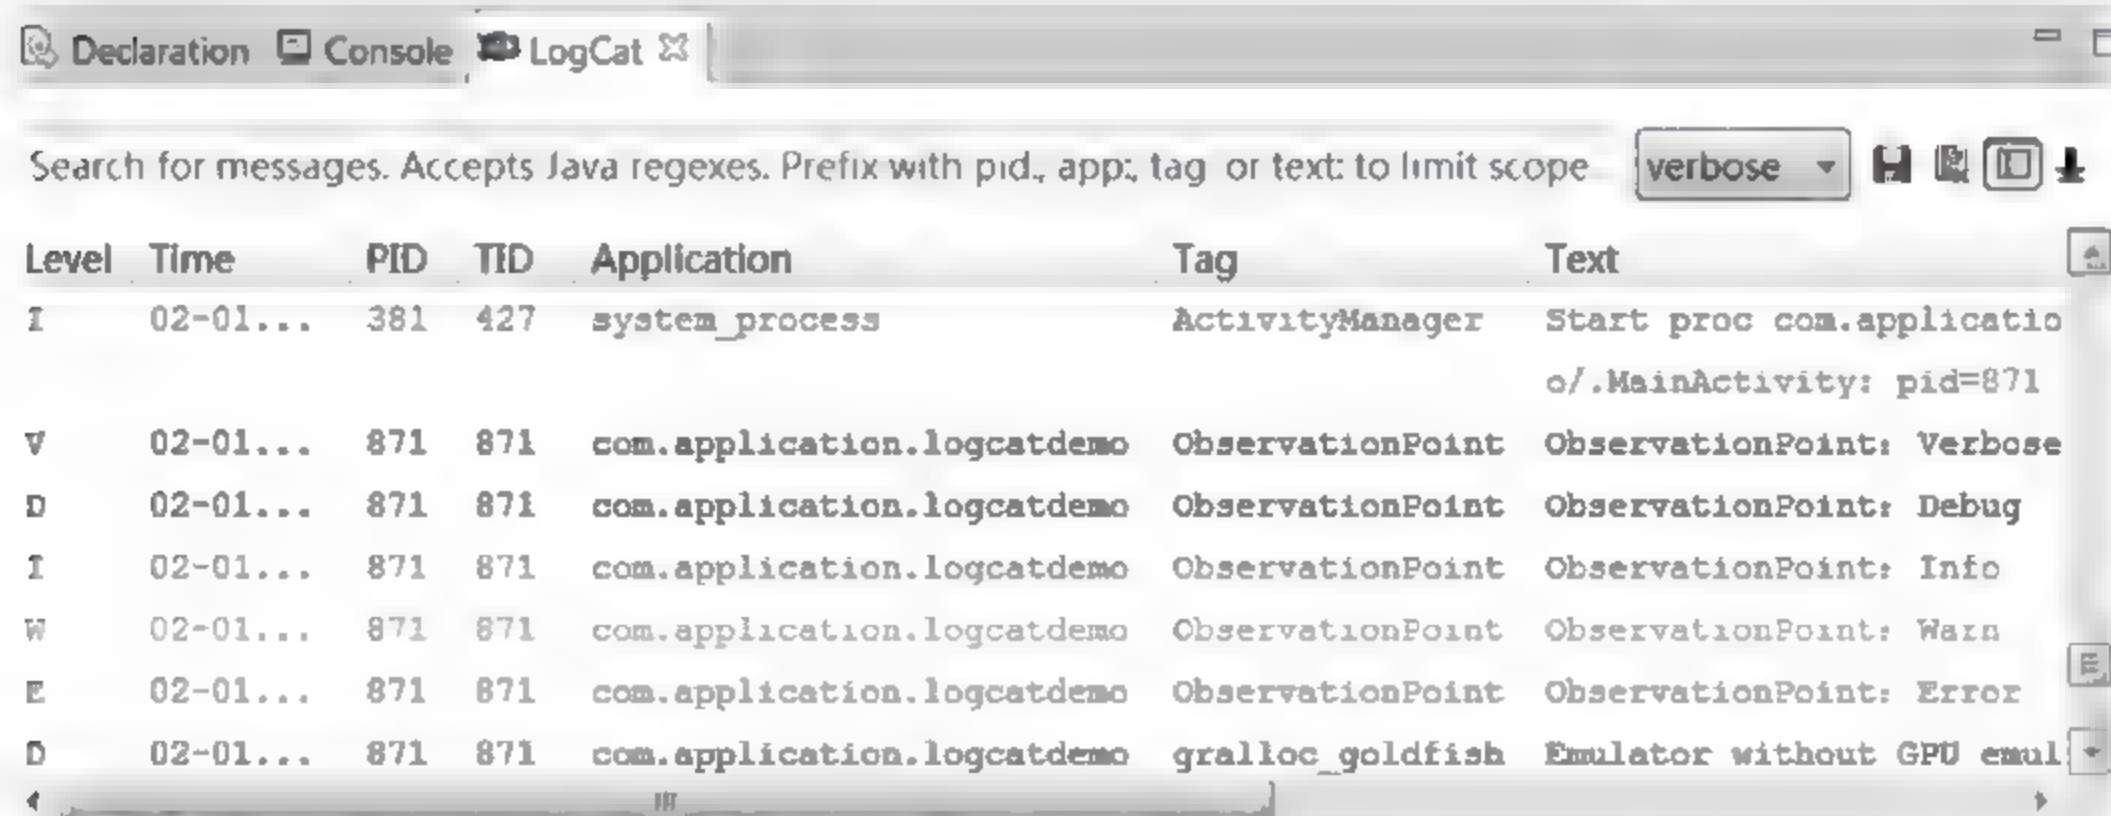 Declaration Console LogCat
Search for messages. Accepts Java regexes. Prefix with pid:, app:, tag: or text: to limit scope. verbose
Level Time PID TID Application Tag Text
I 02-01... 381 427 system_process ActivityManager Start proc com.applicatio
o/.MainActivity: pid=871
V 02-01... 871 871 com.application.logcatdemo ObservationPoint ObservationPoint: Verbose
D 02-01... 871 871 com.application.logcatdemo ObservationPoint ObservationPoint: Debug
I 02-01... 871 871 com.application.logcatdemo ObservationPoint ObservationPoint: Info
W 02-01... 871 871 com.application.logcatdemo ObservationPoint ObservationPoint: Warn
E 02-01... 871 871 com.application.logcatdemo ObservationPoint ObservationPoint: Error
D 02-01... 871 871 com.application.logcatdemo gralloc_goldfish Emulator without GPU emul